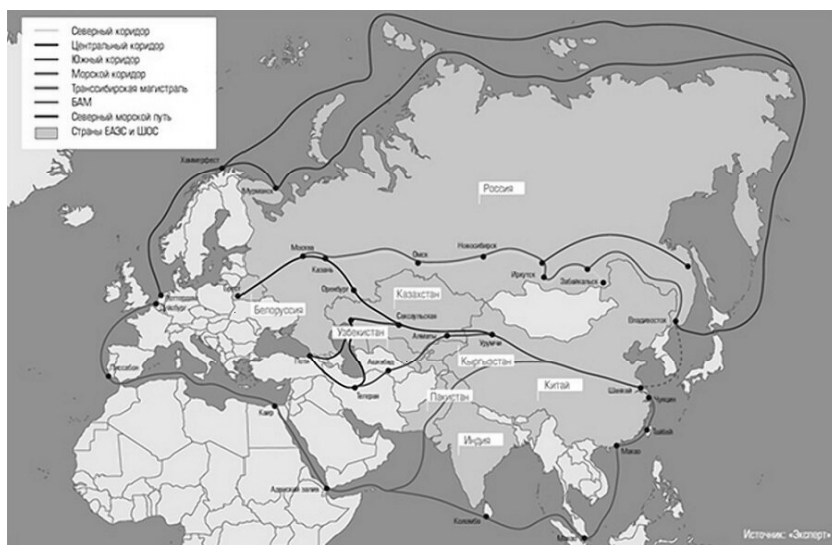 Северный коридор
Центральный коридор
Южный коридор
Морской коридор
Транссибирская магистраль
БАМ
Северный морской путь
Страны ЕАЭС и ШОС
Хаммерфест
Мурманск
Россия
Москва
Казань
Омск
Новосибирск
Иркутск
Забайкальск
Оренбург
Брест
Белоруссия
Казахстан
Владивосток
Сексаульская
Узбекистан
Алматы
Урумчи
Лиссабон
Поти
Ашхабад
Кыргызстан
Тегеран
Китай
Шанхай
Пакистан
Каир
Индия
Тайбэй
Макао
Аденский залив
Коломбо
Источник: «Эксперт»